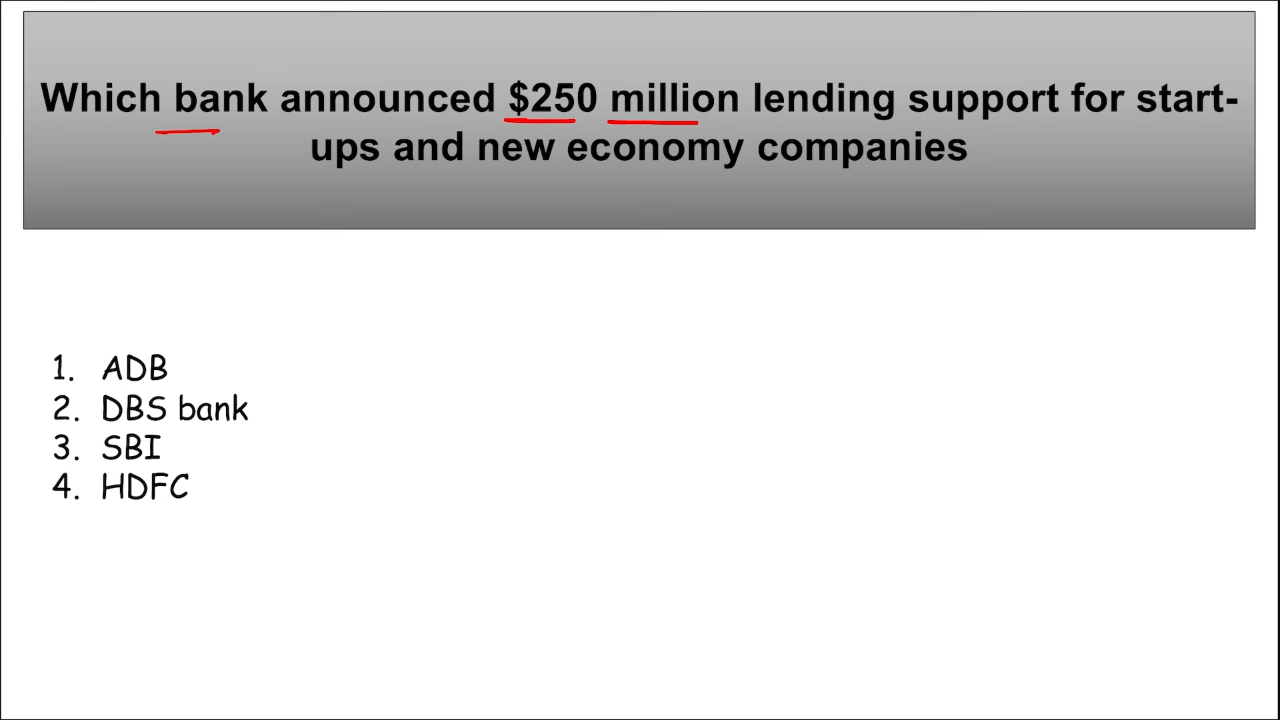 Which bank announced $250 million lending support for start-
ups and new economy companies
1. ADB
2. DBS bank
3. SBI
4. HDFC